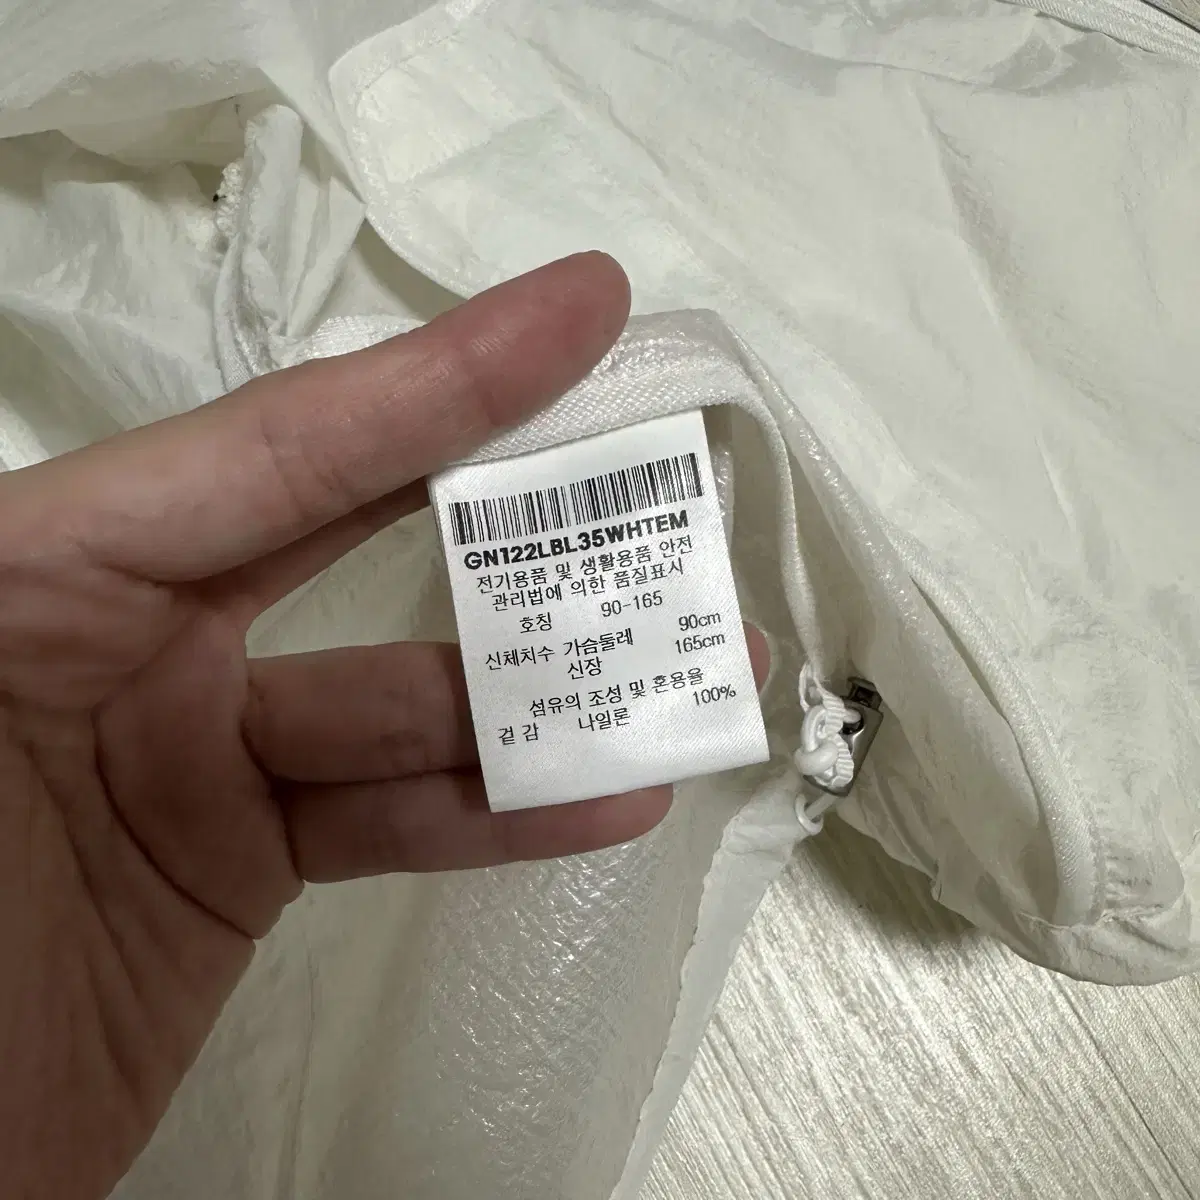 GN122LBL35WHTEM
전기용품 및 생활용품 안전
관리법에 의한 품질표시
호칭 90-165
신체치수 가슴둘레 90cm
신장 165cm
섬유의 조성 및 혼용율
겉감 나일론 100%